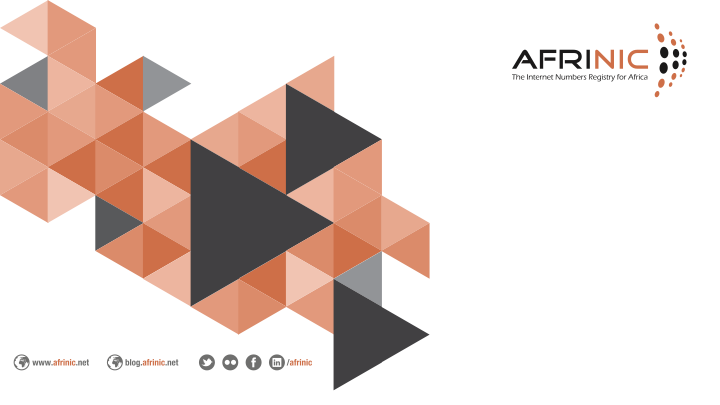 AFRINIC
The Internet Numbers Registry for Africa
www.afrinic.net
blog.afrinic.net
/afrinic